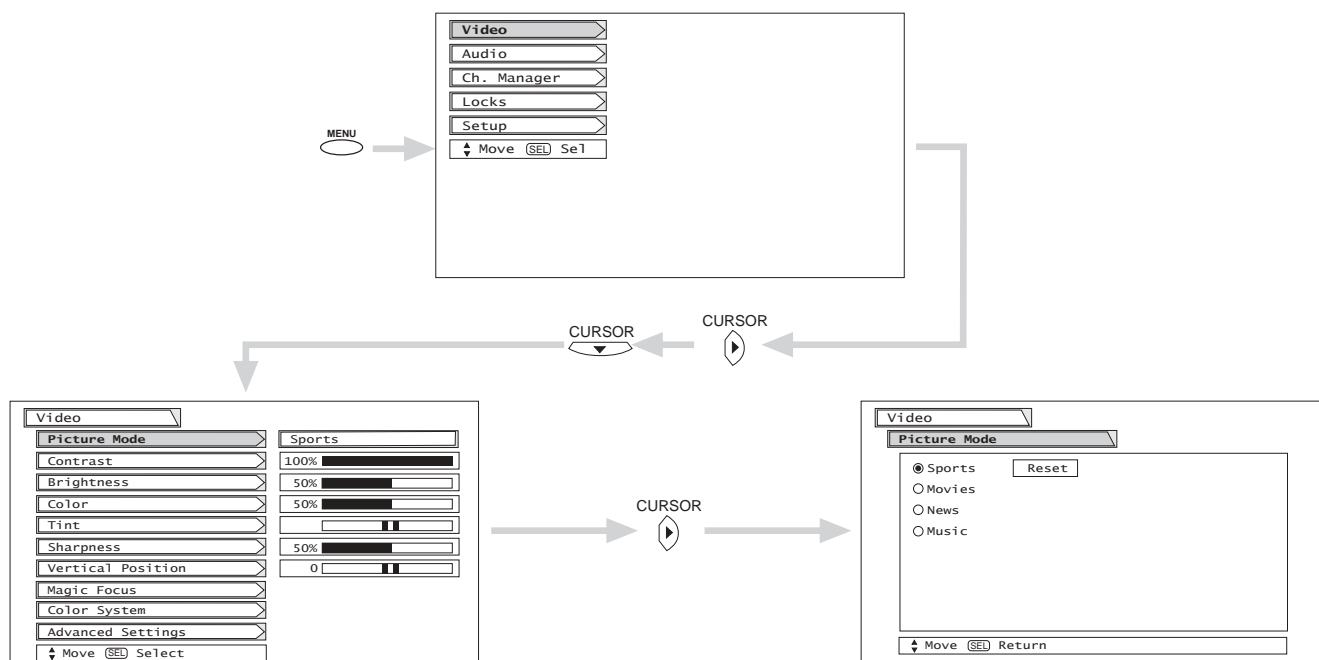 Video
Audio
Ch. Manager
Locks
Setup
Move SEL Sel
MENU
CURSOR
CURSOR
Video
Picture Mode Sports
Contrast 100%
Brightness 50%
Color 50%
Tint
Sharpness 50%
Vertical Position 0
Magic Focus
Color System
Advanced Settings
Move SEL Select
CURSOR
Video
Picture Mode
Sports Reset
Movies
News
Music
Move SEL Return